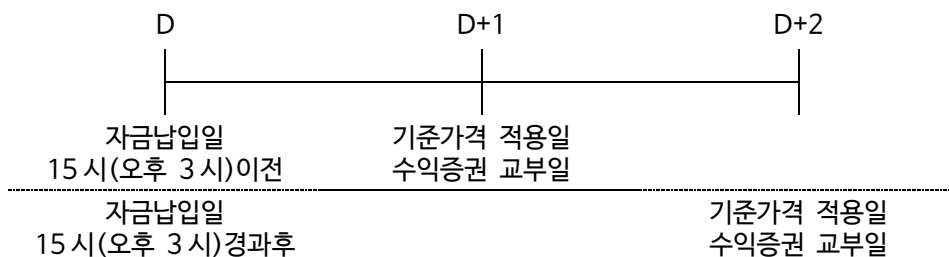 D D+1 D+2
자금납입일 기준가격 적용일
15시(오후 3시)이전 수익증권 교부일
자금납입일 기준가격 적용일
15시(오후 3시)경과후 수익증권 교부일